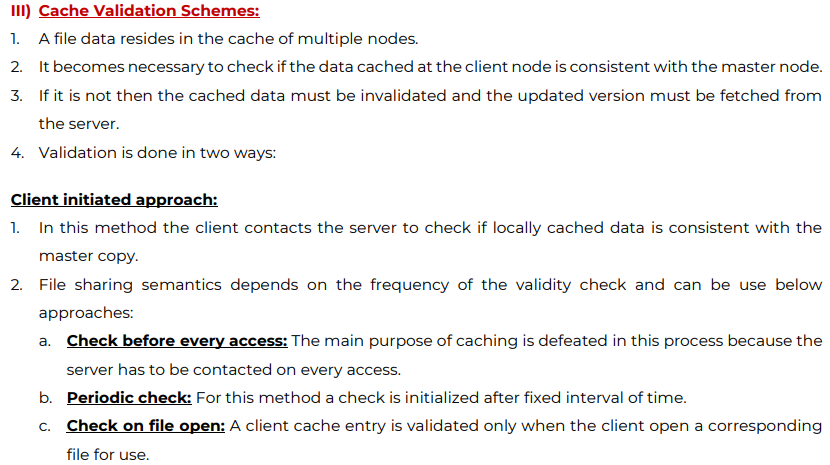 III) Cache Validation Schemes:
1. A file data resides in the cache of multiple nodes.
2. It becomes necessary to check if the data cached at the client node is consistent with the master node.
3. If it is not then the cached data must be invalidated and the updated version must be fetched from
the server.
4. Validation is done in two ways:
Client initiated approach:
1. In this method the client contacts the server to check if locally cached data is consistent with the
master copy.
2. File sharing semantics depends on the frequency of the validity check and can be use below
approaches:
a. Check before every access: The main purpose of caching is defeated in this process because the
server has to be contacted on every access.
b. Periodic check: For this method a check is initialized after fixed interval of time.
c. Check on file open: A client cache entry is validated only when the client open a corresponding
file for use.